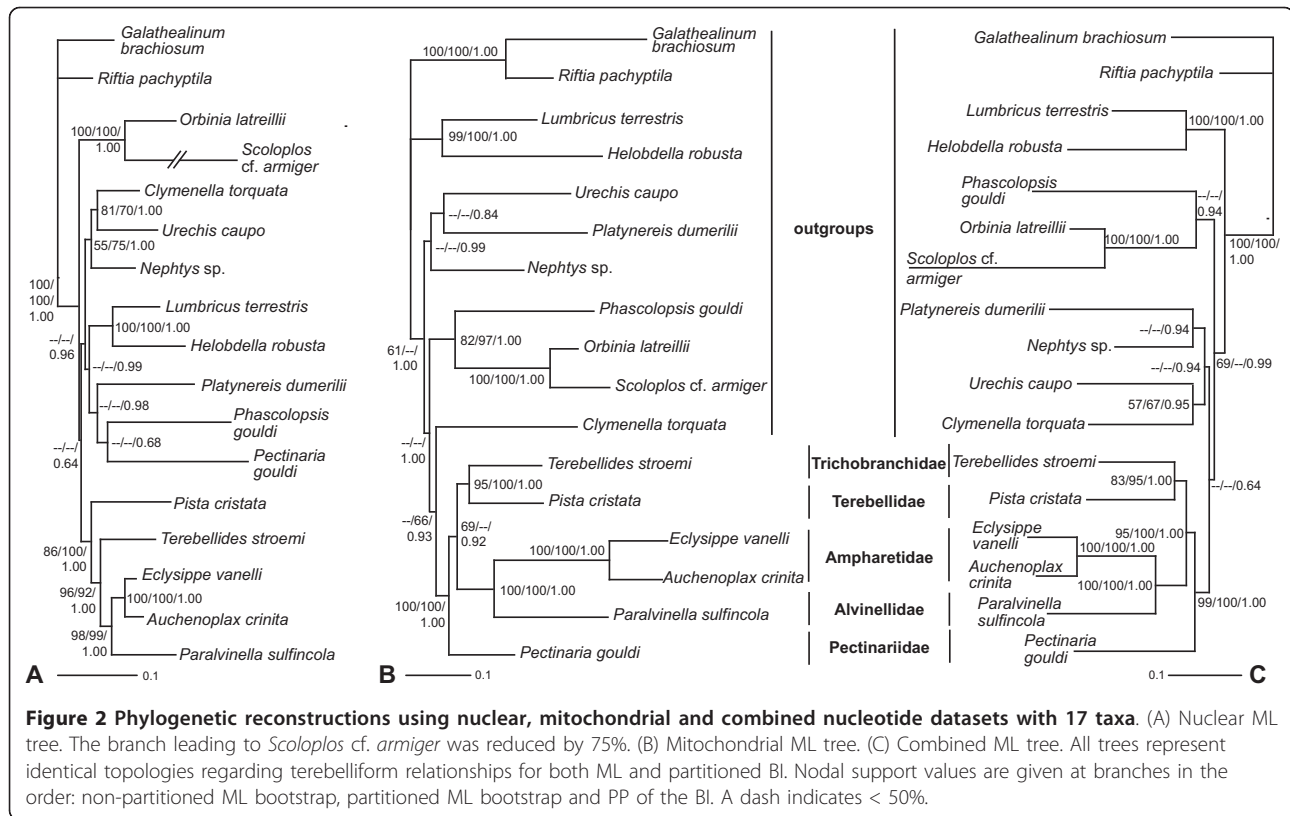 Galathealinum
brachiosum
Riftia pachyptila
Orbinia latreillii
100/100/
1.00
Scoloplos
cf. armiger
Clymenella torquata
81/70/1.00
Urechis caupo
55/75/1.00
Nephtys sp.
100/
100/
1.00
Lumbricus terrestris
100/100/1.00
Helobdella robusta
--/--/
0.96
--/--/0.99
Platynereis dumerilii
--/--/0.98
Phascolopsis
gouldi
--/--/0.68
Pectinaria
gouldi
--/--/
0.64
Pista cristata
86/100/
1.00
Terebellides stroemi
96/92/
1.00
Eclysippe vanelli
100/100/1.00
Auchenoplax crinita
98/99/
1.00
Paralvinella sulfincola
A
0.1
Galathealinum
brachiosum
100/100/1.00
Riftia pachyptila
Lumbricus terrestris
99/100/1.00
Helobdella robusta
Urechis caupo
--/--/0.84
Platynereis dumerilii
--/--/0.99
Nephtys sp.
Phascolopsis gouldi
82/97/1.00
Orbinia latreillii
100/100/1.00
Scoloplos cf. armiger
61/--/
1.00
Clymenella torquata
--/--/
1.00
Terebellides stroemi
95/100/1.00
Pista cristata
--/66/
0.93
69/--/
0.92
Eclysippe vanelli
100/100/1.00
Auchenoplax crinita
100/100/1.00
Paralvinella sulfincola
100/100/
1.00
Pectinaria gouldi
B
0.1
outgroups
Trichobranchidae
Terebellidae
Ampharetidae
Alvinellidae
Pectinariidae
Galathealinum brachiosum
Riftia pachyptila
Lumbricus terrestris
100/100/1.00
Helobdella robusta
Phascolopsis
gouldi
--/--/
0.94
Orbinia latreillii
100/100/1.00
Scoloplos cf.
armiger
100/100/
1.00
Platynereis dumerilii
--/--/0.94
Nephtys sp.
--/--/0.94
69/--/0.99
Urechis caupo
57/67/0.95
Clymenella torquata
Terebellides stroemi
83/95/1.00
--/--/0.64
Pista cristata
Eclysippe
vanelli
95/100/1.00
100/100/1.00
Auchenoplax
crinita
100/100/1.00
Paralvinella
sulfincola
99/100/1.00
Pectinaria
gouldi
0.1
C
Figure 2 Phylogenetic reconstructions using nuclear, mitochondrial and combined nucleotide datasets with 17 taxa. (A) Nuclear ML
tree. The branch leading to Scoloplos cf. armiger was reduced by 75%. (B) Mitochondrial ML tree. (C) Combined ML tree. All trees represent
identical topologies regarding terebelliform relationships for both ML and partitioned BI. Nodal support values are given at branches in the
order: non-partitioned ML bootstrap, partitioned ML bootstrap and PP of the BI. A dash indicates < 50%.